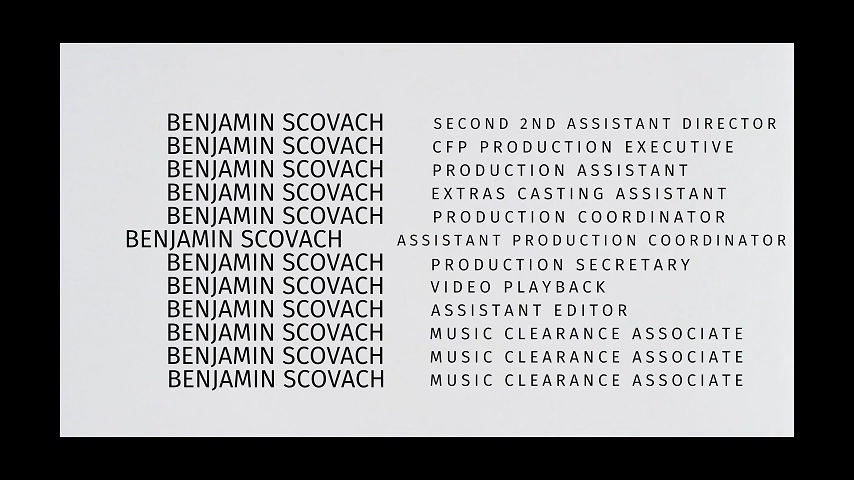 BENJAMIN SCOVACH SECOND 2ND ASSISTANT DIRECTOR
BENJAMIN SCOVACH CFP PRODUCTION EXECUTIVE
BENJAMIN SCOVACH PRODUCTION ASSISTANT
BENJAMIN SCOVACH EXTRAS CASTING ASSISTANT
BENJAMIN SCOVACH PRODUCTION COORDINATOR
BENJAMIN SCOVACH ASSISTANT PRODUCTION COORDINATOR
BENJAMIN SCOVACH PRODUCTION SECRETARY
BENJAMIN SCOVACH VIDEO PLAYBACK
BENJAMIN SCOVACH ASSISTANT EDITOR
BENJAMIN SCOVACH MUSIC CLEARANCE ASSOCIATE
BENJAMIN SCOVACH MUSIC CLEARANCE ASSOCIATE
BENJAMIN SCOVACH MUSIC CLEARANCE ASSOCIATE